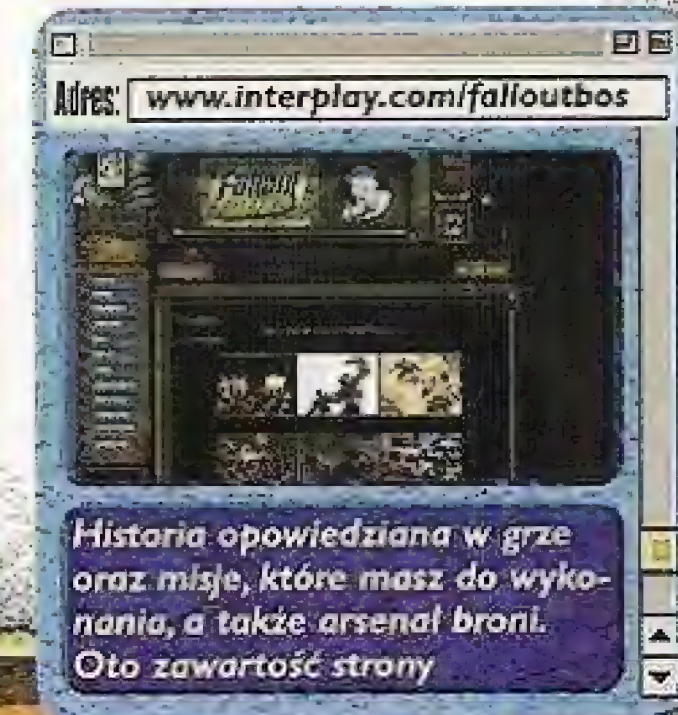 Adres: www.interplay.com/falloutbos
Fallout
Historia opowiedziana w grze
oraz misje, które masz do wyko-
nania, a także arsenał broni.
Oto zawartość strony